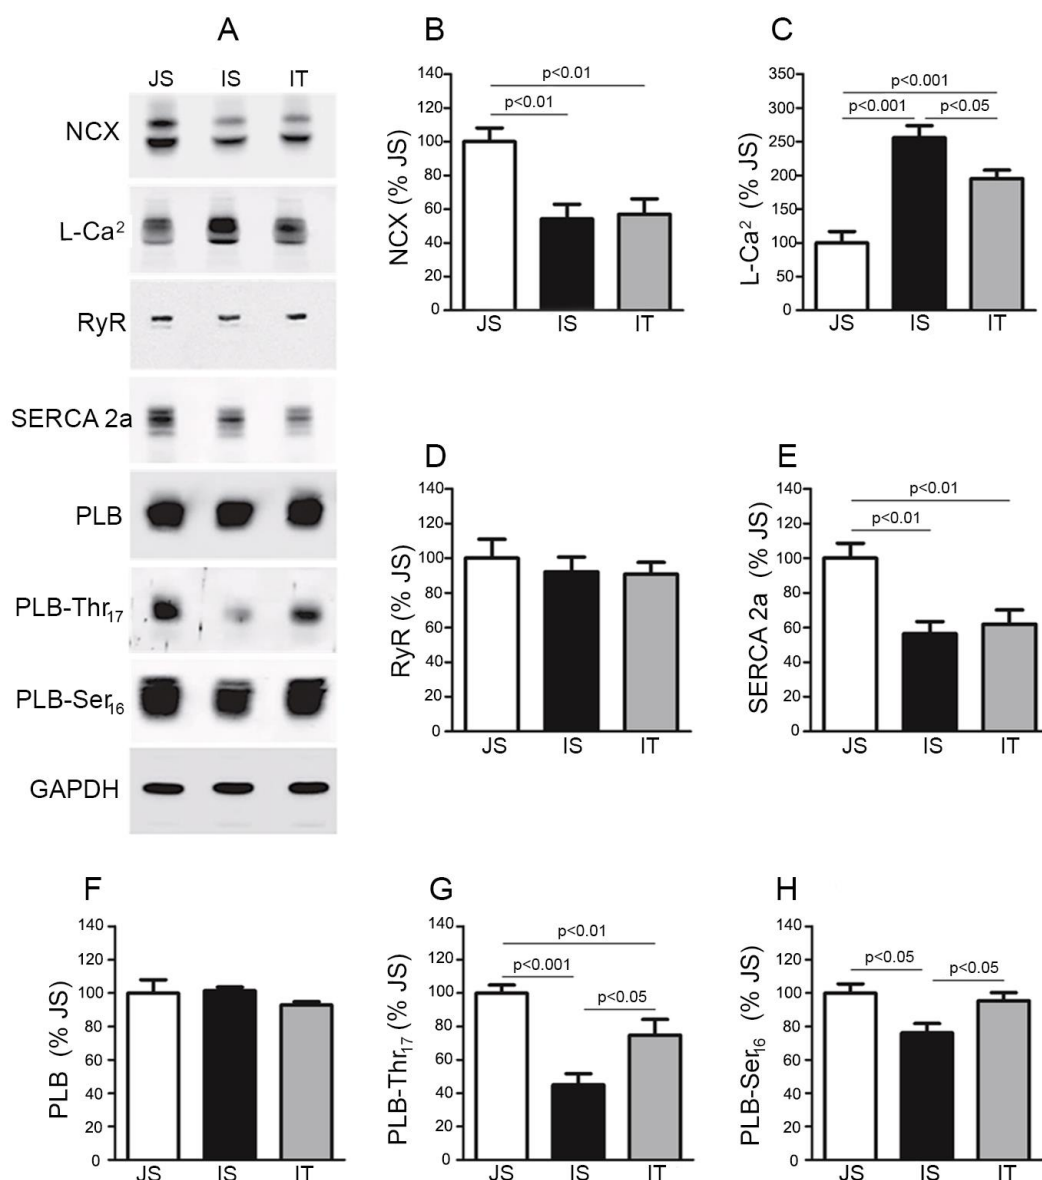 A
JS IS IT
NCX
L-Ca²
RyR
SERCA 2a
PLB
PLB-Thr₁₇
PLB-Ser₁₆
GAPDH
B
NCX (% JS)
140
120
100
80
60
40
20
0
p<0.01
p<0.01
JS IS IT
C
L-Ca² (% JS)
350
300
250
200
150
100
50
0
p<0.001
p<0.001 p<0.05
JS IS IT
D
RyR (% JS)
140
120
100
80
60
40
20
0
JS IS IT
E
SERCA 2a (% JS)
140
120
100
80
60
40
20
0
p<0.01
p<0.01
JS IS IT
F
PLB (% JS)
140
120
100
80
60
40
20
0
JS IS IT
G
PLB-Thr₁₇ (% JS)
140
120
100
80
60
40
20
0
p<0.01
p<0.001
p<0.05
JS IS IT
H
PLB-Ser₁₆ (% JS)
140
120
100
80
60
40
20
0
p<0.05 p<0.05
JS IS IT